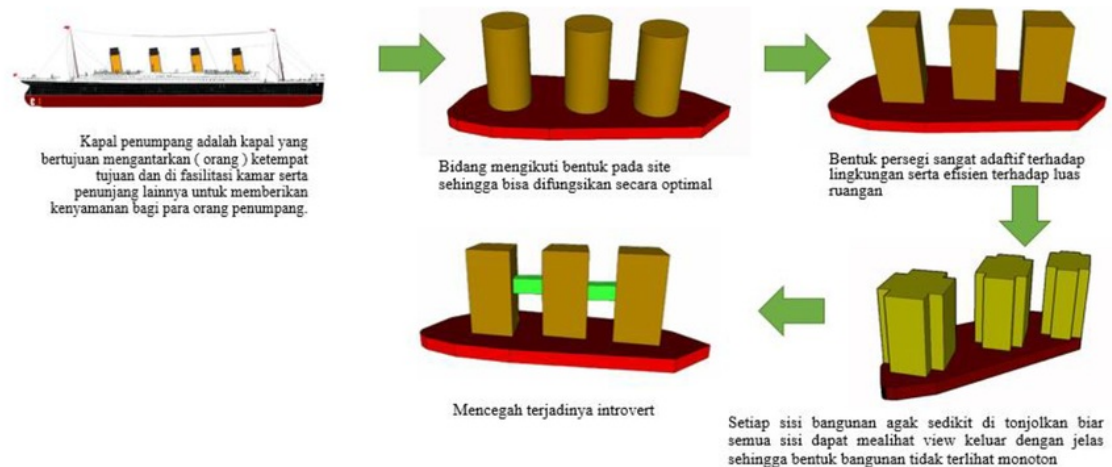 Kapal penumpang adalah kapal yang
bertujuan mengantarkan ( orang ) ketempat
tujuan dan di fasilitasi kamar serta
penunjang lainnya untuk memberikan
kenyamanan bagi para orang penumpang.
Bidang mengikuti bentuk pada site
sehingga bisa difungsikan secara optimal
Bentuk persegi sangat adaptif terhadap
lingkungan serta efisien terhadap luas
ruangan
Setiap sisi bangunan agak sedikit di tonjolkan biar
semua sisi dapat mealihat view keluar dengan jelas
sehingga bentuk bangunan tidak terlihat monoton
Mencegah terjadinya introvert